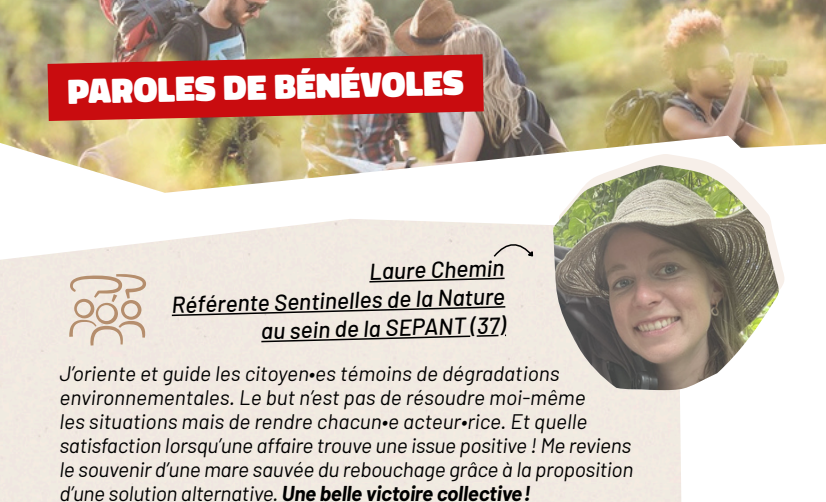 PAROLES DE BÉNÉVOLES
Laure Chemin
Référente Sentinelles de la Nature
au sein de la SEPANT (37)
J'oriente et guide les citoyen•es témoins de dégradations
environnementales. Le but n'est pas de résoudre moi-même
les situations mais de rendre chacun•e acteur•rice. Et quelle
satisfaction lorsqu'une affaire trouve une issue positive ! Me reviens
le souvenir d'une mare sauvée du rebouchage grâce à la proposition
d'une solution alternative. Une belle victoire collective !